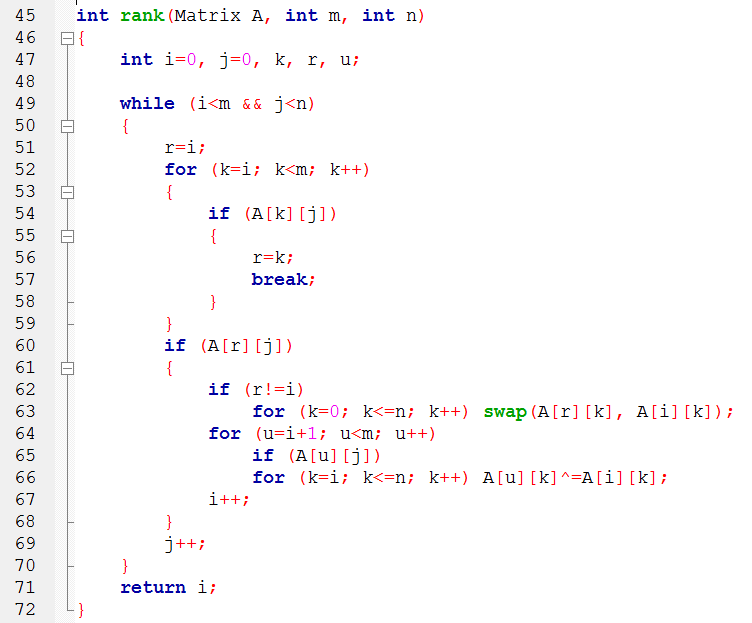 45 int rank(Matrix A, int m, int n)
46 {
47     int i=0, j=0, k, r, u;
48
49     while (i<m && j<n)
50     {
51         r=i;
52         for (k=i; k<m; k++)
53         {
54             if (A[k][j])
55             {
56                 r=k;
57                 break;
58             }
59         }
60         if (A[r][j])
61         {
62             if (r!=i)
63                 for (k=0; k<=n; k++) swap(A[r][k], A[i][k]);
64             for (u=i+1; u<m; u++)
65                 if (A[u][j])
66                 for (k=i; k<=n; k++) A[u][k]^=A[i][k];
67             i++;
68         }
69         j++;
70     }
71     return i;
72 }